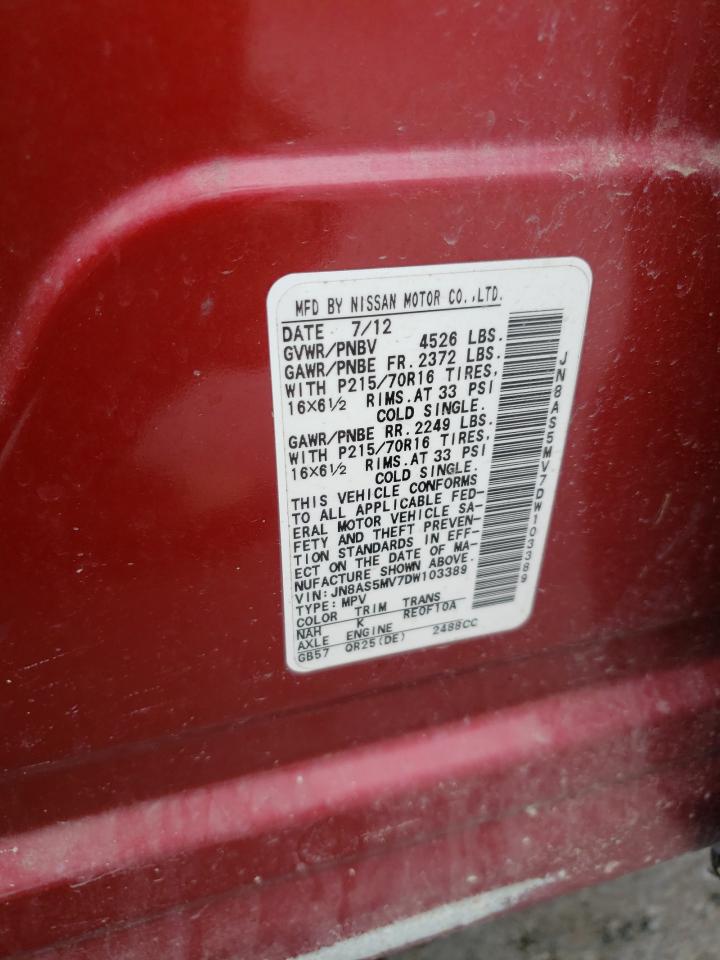 MFD BY NISSAN MOTOR CO.,LTD.
DATE 7/12
GVWR/PNBV 4526 LBS.
GAWR/PNBE FR.2372 LBS.
WITH P215/70R16 TIRES,
16X6½ RIMS.AT 33 PSI
COLD SINGLE.
GAWR/PNBE RR.2249 LBS.
WITH P215/70R16 TIRES,
16X6½ RIMS.AT 33 PSI
COLD SINGLE.
THIS VEHICLE CONFORMS
TO ALL APPLICABLE FED-
ERAL MOTOR VEHICLE SA-
FETY AND THEFT PREVEN-
TION STANDARDS IN EFF-
ECT ON THE DATE OF MA-
NUFACTURE SHOWN ABOVE.
VIN:JN8AS5MV7DW103389
TYPE:MPV
COLOR TRIM TRANS
NAH K RE0F10A
AXLE ENGINE
GB57 QR25(DE) 2488CC
JN8AS5MV7DW103389